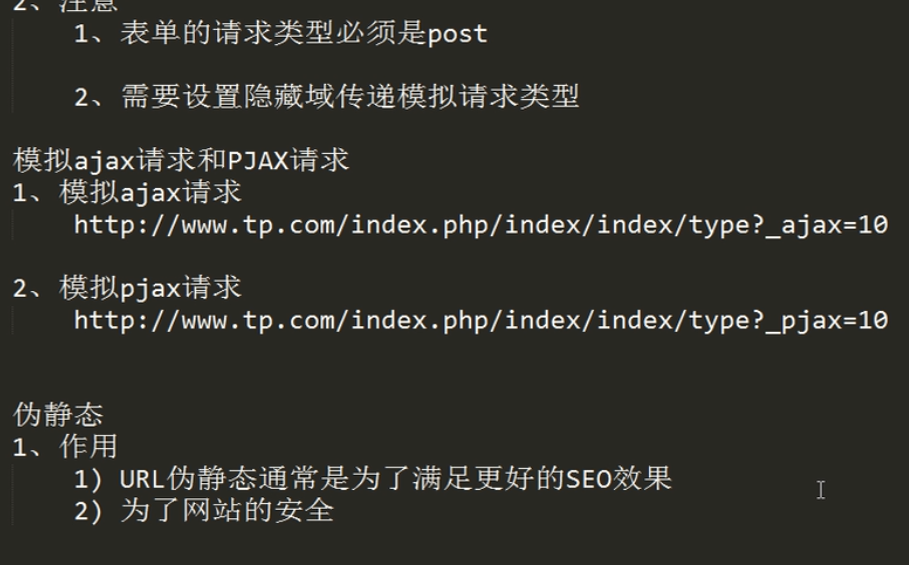 2、注意
1、表单的请求类型必须是post
2、需要设置隐藏域传递模拟请求类型
模拟ajax请求和PJAX请求
1、模拟ajax请求
http://www.tp.com/index.php/index/index/type?_ajax=10
2、模拟pjax请求
http://www.tp.com/index.php/index/index/type?_pjax=10
伪静态
1、作用
1) URL伪静态通常是为了满足更好的SEO效果
2) 为了网站的安全